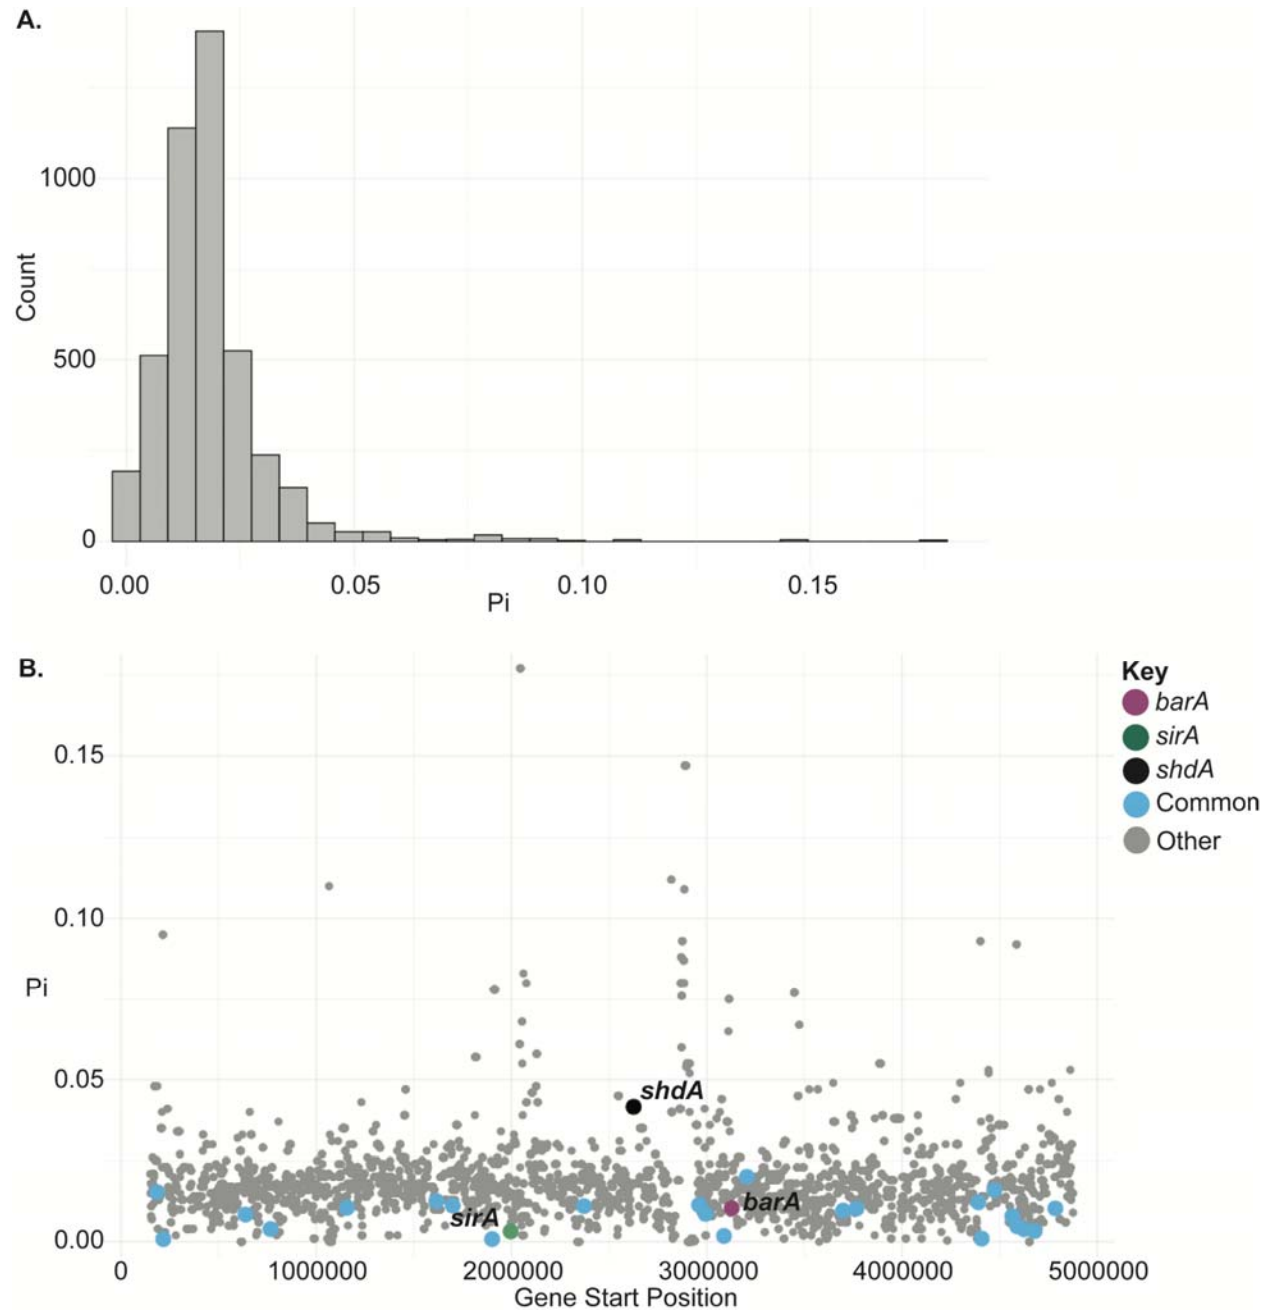 A.
1000
500
0
Count
0.00
0.05
0.10
0.15
Pi
B.
0.15
0.10
0.05
0.00
Pi
shdA
sirA
barA
0
1000000
2000000
3000000
4000000
5000000
Gene Start Position
Key
barA
sirA
shdA
Common
Other